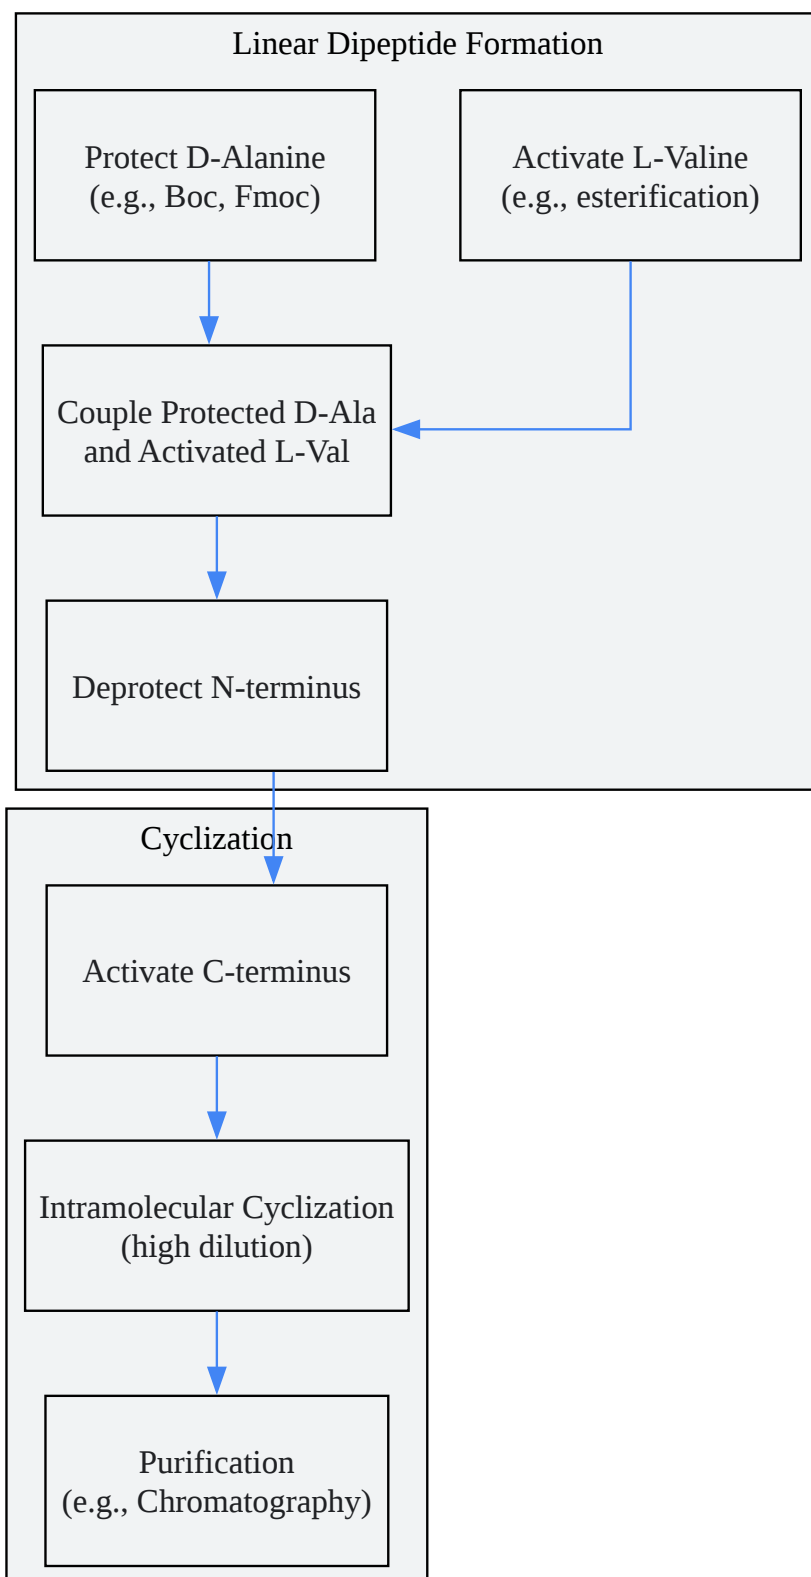 Linear Dipeptide Formation
Protect D-Alanine
(e.g., Boc, Fmoc)
Activate L-Valine
(e.g., esterification)
Couple Protected D-Ala
and Activated L-Val
Deprotect N-terminus
Cyclization
Activate C-terminus
Intramolecular Cyclization
(high dilution)
Purification
(e.g., Chromatography)